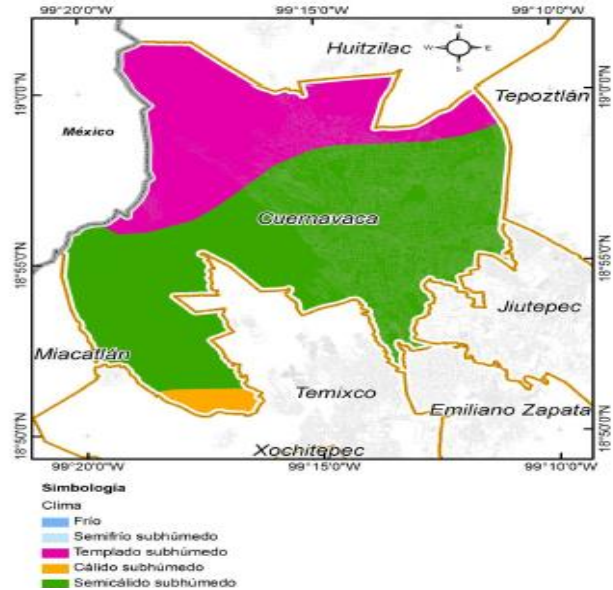 99°20'0"W 99°15'0"W 99°10'0"W
Huitzilac
N
W E
S
19°0'0"N 19°0'0"N
Tepoztlán
México
Cuernavaca
18°55'0"N 18°55'0"N
Jiutepec
Miacatlán
Temixco
Emiliano Zapata
18°50'0"N 18°50'0"N
Xochitepec
99°20'0"W 99°15'0"W 99°10'0"W
Simbología
Clima
Frío
Semifrío subhúmedo
Templado subhúmedo
Cálido subhúmedo
Semicálido subhúmedo